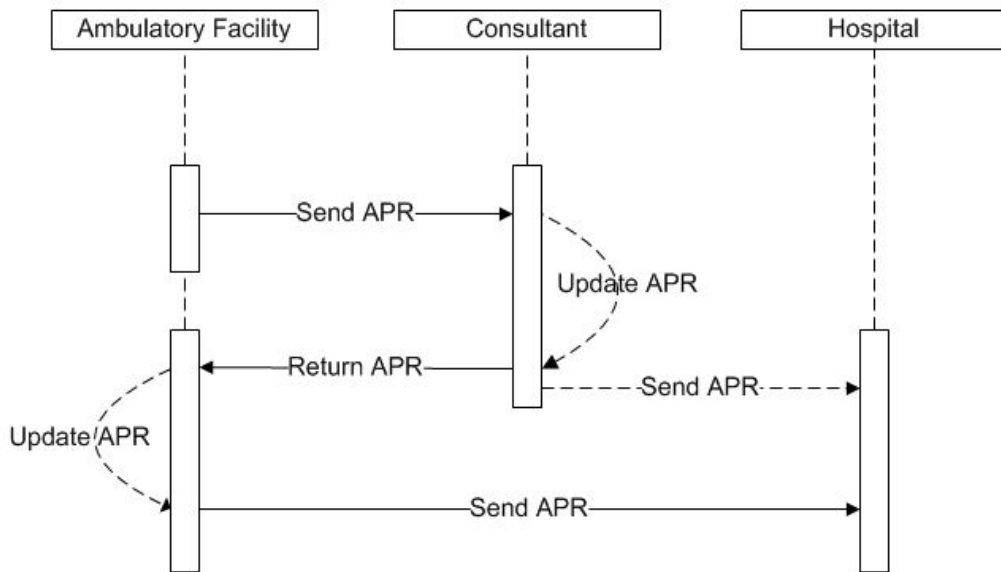 Ambulatory Facility
Consultant
Hospital
Send APR
Update APR
Return APR
Send APR
Update APR
Send APR